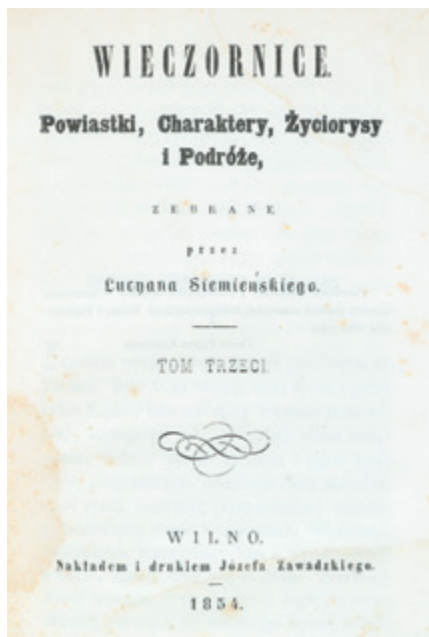 WIECZORNICE.
Powiastki, Charaktery, Życiorysy
i Podróże,
ZEBRANE
przez
Lucyana Siemieńskiego.
TOM TRZECI.
WILNO.
Nakładem i drukiem Józefa Zawadzkiego.
1854.